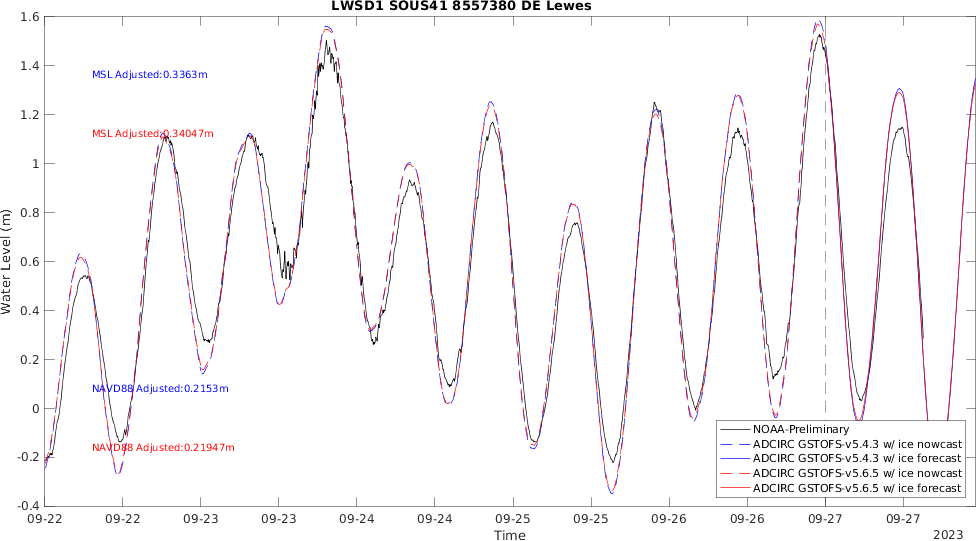 LWSD1 SOUS41 8557380 DE Lewes
1.6
1.4
1.2
1
0.8
0.6
0.4
0.2
0
-0.2
-0.4
Water Level (m)
MSL Adjusted:0.3363m
MSL Adjusted:0.34047m
NAVD88 Adjusted:0.2153m
NAVD88 Adjusted:0.21947m
NOAA-Preliminary
ADCIRC GSTOFS-v5.4.3 w/ ice nowcast
ADCIRC GSTOFS-v5.4.3 w/ ice forecast
ADCIRC GSTOFS-v5.6.5 w/ ice nowcast
ADCIRC GSTOFS-v5.6.5 w/ ice forecast
09-22 09-22 09-23 09-23 09-24 09-24 09-25 09-25 09-26 09-26 09-27 09-27
Time
2023